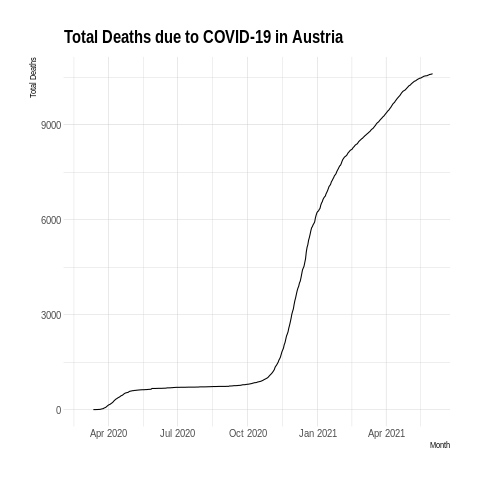 Total Deaths due to COVID-19 in Austria
Total Deaths
9000
6000
3000
0
Apr 2020 Jul 2020 Oct 2020 Jan 2021 Apr 2021
Month